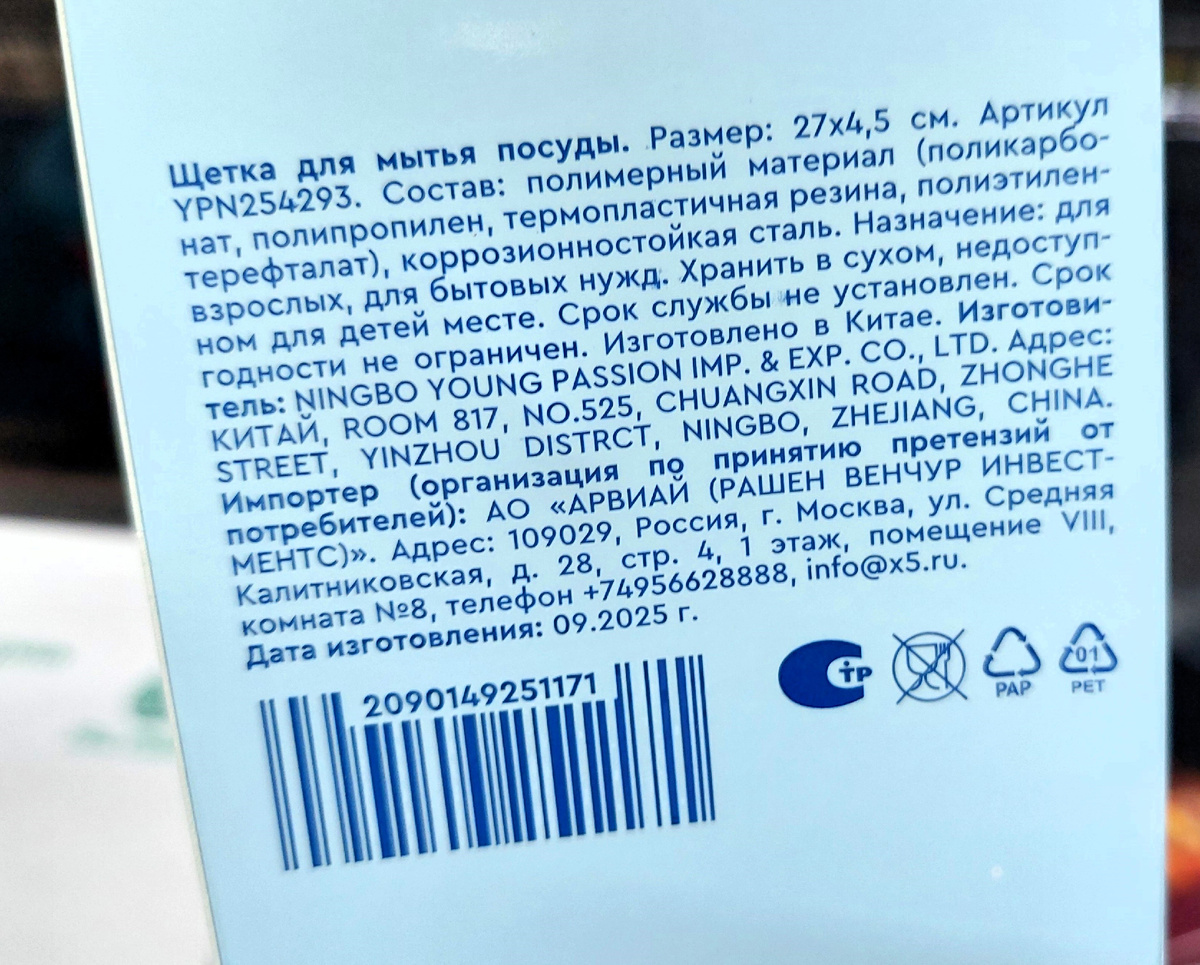 Щетка для мытья посуды. Размер: 27х4,5 см. Артикул
YPN254293. Состав: полимерный материал (поликарбо-
нат, полипропилен, термопластичная резина, полиэтилен-
терефталат), коррозионностойкая сталь. Назначение: для
взрослых, для бытовых нужд. Хранить в сухом, недоступ-
ном для детей месте. Срок службы не установлен. Срок
годности не ограничен. Изготовлено в Китае. Изготови-
тель: NINGBO YOUNG PASSION IMP. & EXP. CO., LTD. Адрес:
КИТАЙ, ROOM 817, NO.525, CHUANGXIN ROAD, ZHONGHE
STREET, YINZHOU DISTRCT, NINGBO, ZHEJIANG, CHINA.
Импортер (организация по принятию претензий от
потребителей): АО «АРВИАЙ (РАШЕН ВЕНЧУР ИНВЕСТ-
МЕНТС)». Адрес: 109029, Россия, г. Москва, ул. Средняя
Калитниковская, д. 28, стр. 4, 1 этаж, помещение VIII,
комната №8, телефон +74956628888, info@x5.ru.
Дата изготовления: 09.2025 г.
2090149251171
СТР
PAP
01
PET